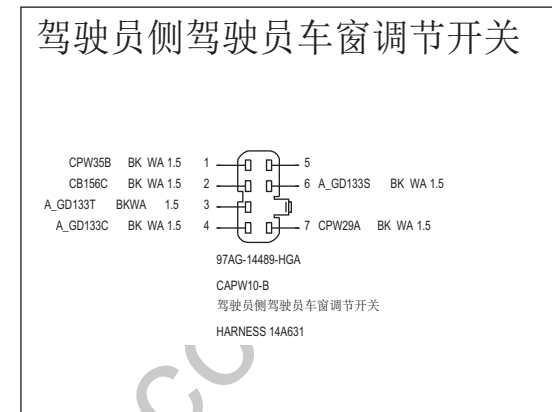 驾驶员侧驾驶员车窗调节开关
CPW35B BK WA 1.5 1 5
CB156C BK WA 1.5 2 6 A_GD133S BK WA 1.5
A_GD133T BKWA 1.5 3
A_GD133C BK WA 1.5 4 7 CPW29A BK WA 1.5
97AG-14489-HGA
CAPW10-B
驾驶员侧驾驶员车窗调节开关
HARNESS 14A631